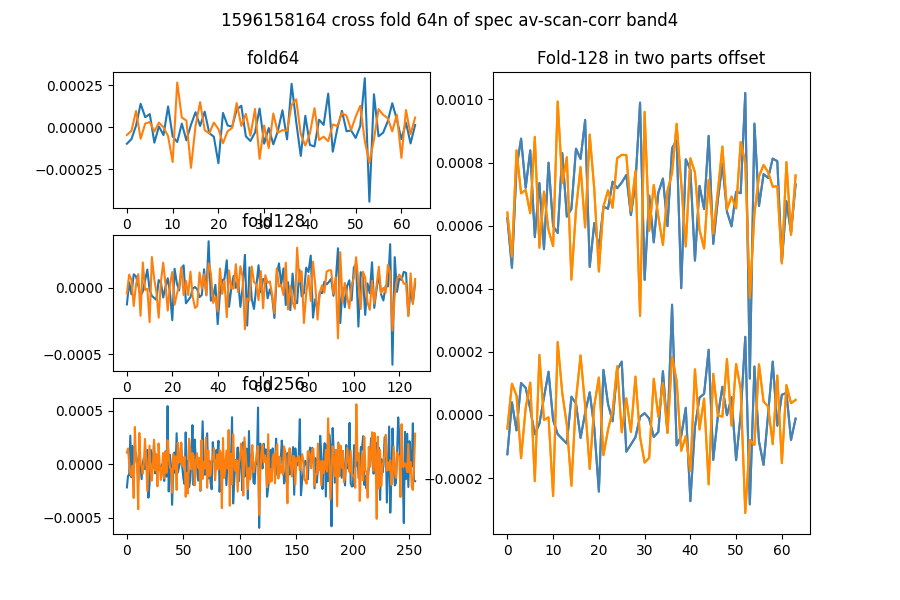 1596158164 cross fold 64n of spec av-scan-corr band4
fold64
0.00025
0.00000
−0.00025
0 10 20 30 40 50 60
fold128
0.0000
−0.0005
0 20 40 60 80 100 120
fold256
0.0005
0.0000
−0.0005
0 50 100 150 200 250
Fold-128 in two parts offset
0.0010
0.0008
0.0006
0.0004
0.0002
0.0000
−0.0002
0 10 20 30 40 50 60